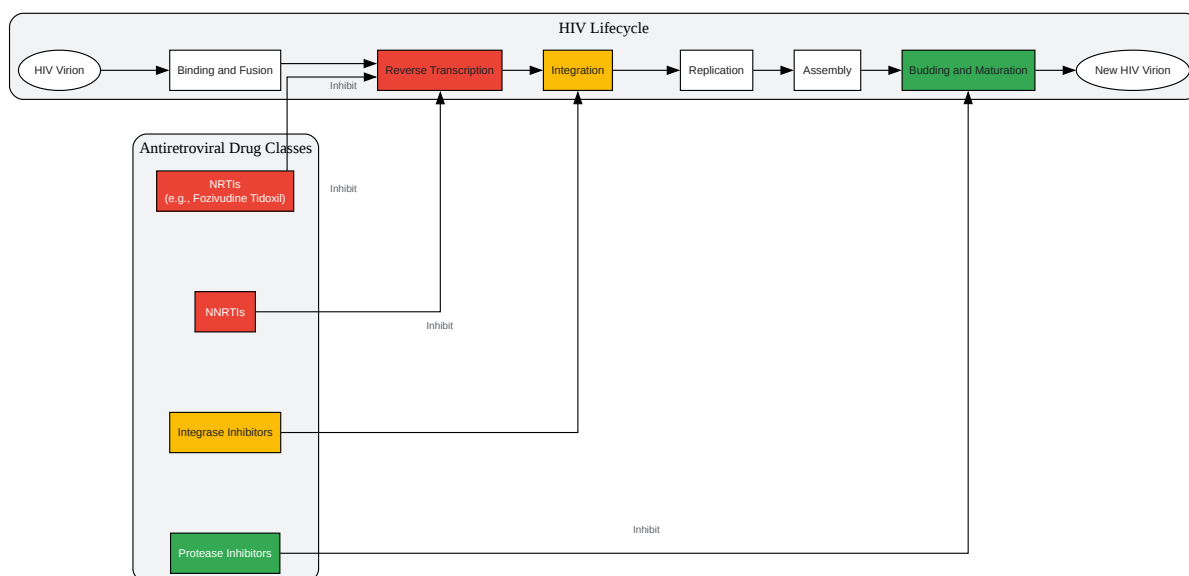 HIV Lifecycle
HIV Virion
Binding and Fusion
Reverse Transcription
Integration
Replication
Assembly
Budding and Maturation
New HIV Virion
Inhibit
Antiretroviral Drug Classes
NRTIs
(e.g., Fozivudine Tidoxil)
Inhibit
NNRTIs
Inhibit
Integrase Inhibitors
Inhibit
Protease Inhibitors